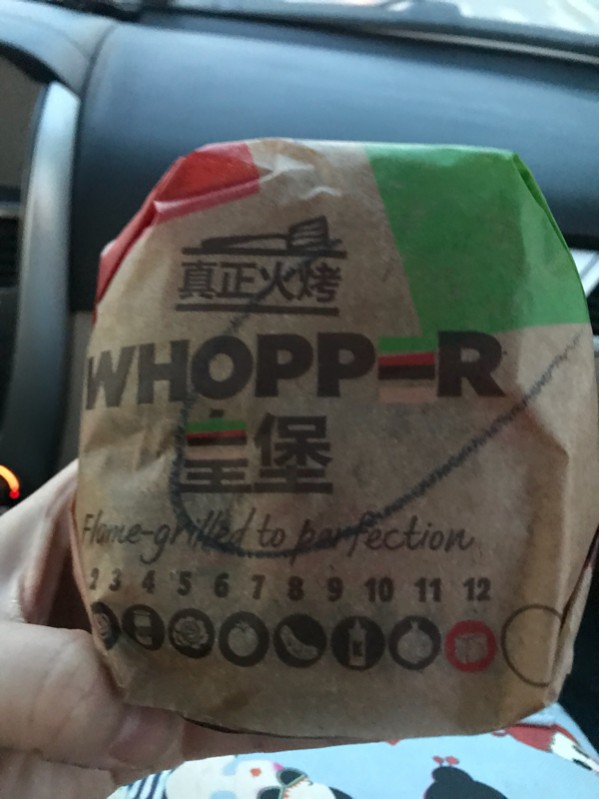 真正火烤
WHOPPER
皇堡
Flame-grilled to perfection
2 3 4 5 6 7 8 9 10 11 12
K